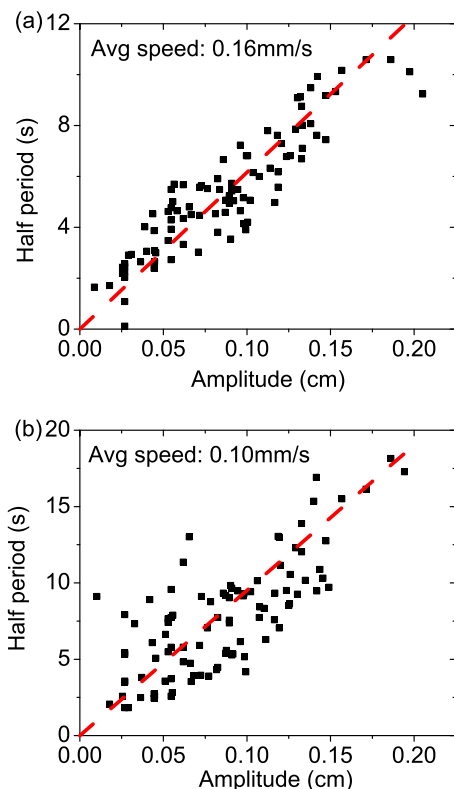 (a)
12
Avg speed: 0.16mm/s
8
4
0
Half period (s)
0.00 0.05 0.10 0.15 0.20
Amplitude (cm)
(b)
20
Avg speed: 0.10mm/s
15
10
5
0
Half period (s)
0.00 0.05 0.10 0.15 0.20
Amplitude (cm)